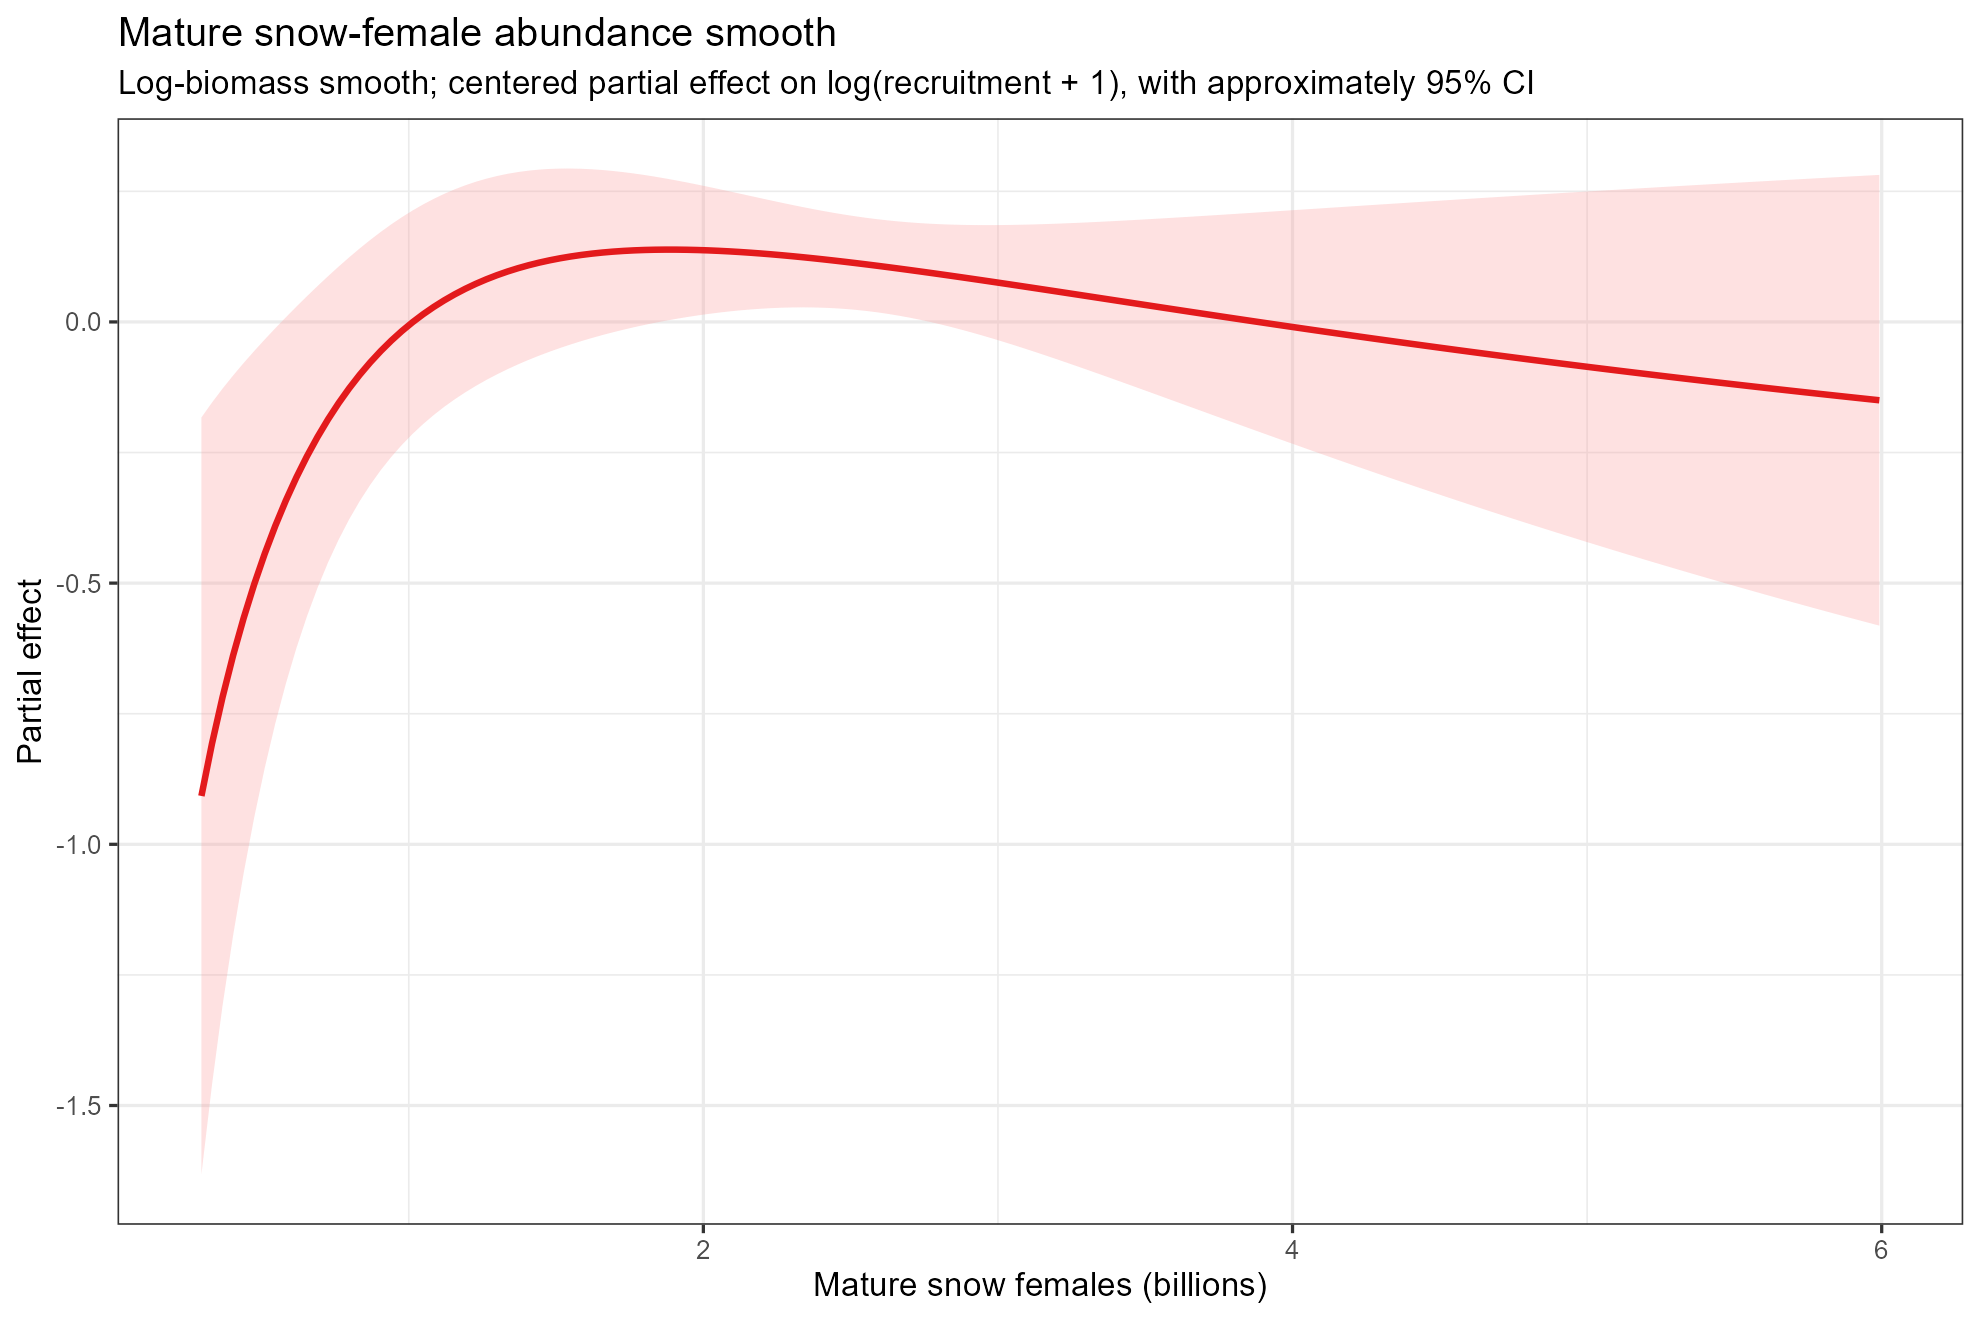 Mature snow-female abundance smooth
Log-biomass smooth; centered partial effect on log(recruitment + 1), with approximately 95% CI
Partial effect
0.0
-0.5
-1.0
-1.5
2
4
6
Mature snow females (billions)